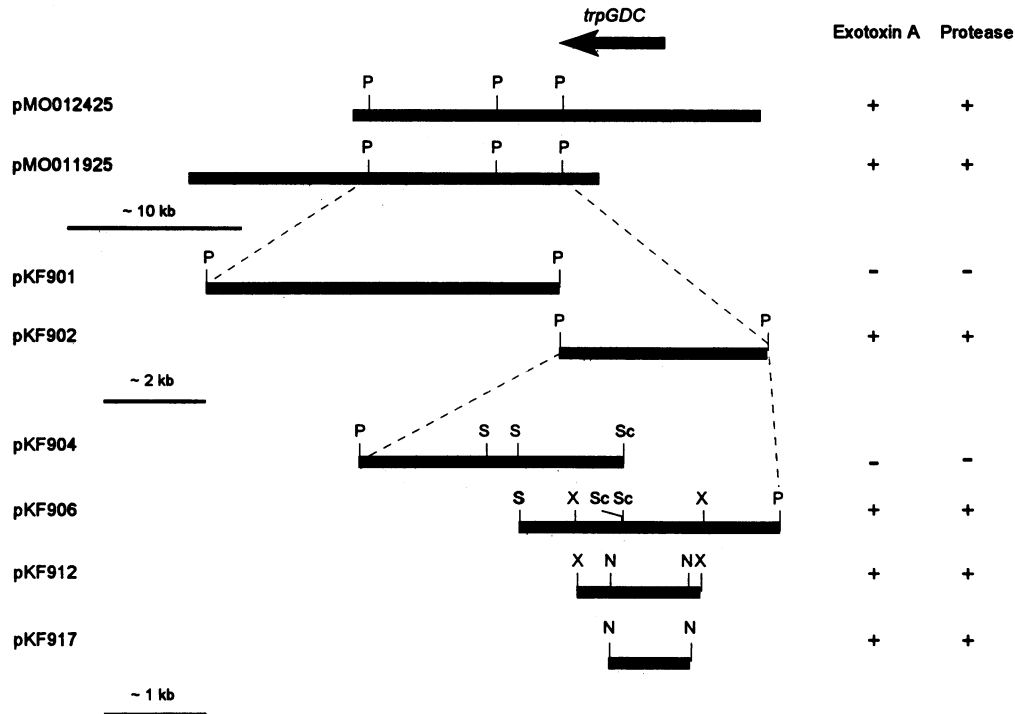 trpGDC
Exotoxin A Protease
P P P
pMO012425 + +
P P P
pMO011925 + +
~ 10 kb
P P
pKF901 - -
P P
pKF902 + +
~ 2 kb
P S S Sc
pKF904 - -
S X Sc Sc X P
pKF906 + +
X N N X
pKF912 + +
N N
pKF917 + +
~ 1 kb